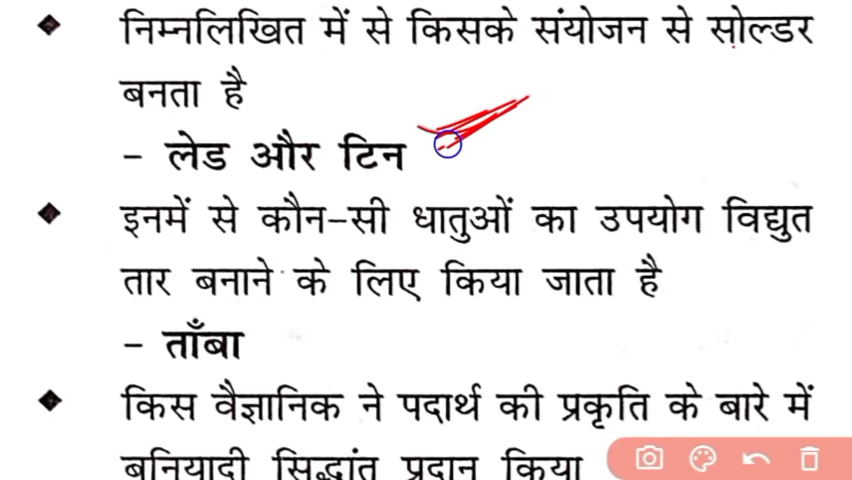 निम्नलिखित में से किसके संयोजन से सोल्डर
बनता है
- लेड और टिन
इनमें से कौन-सी धातुओं का उपयोग विद्युत
तार बनाने के लिए किया जाता है
- ताँबा
किस वैज्ञानिक ने पदार्थ की प्रकृति के बारे में
बुनियादी सिद्धांत प्रदान किया